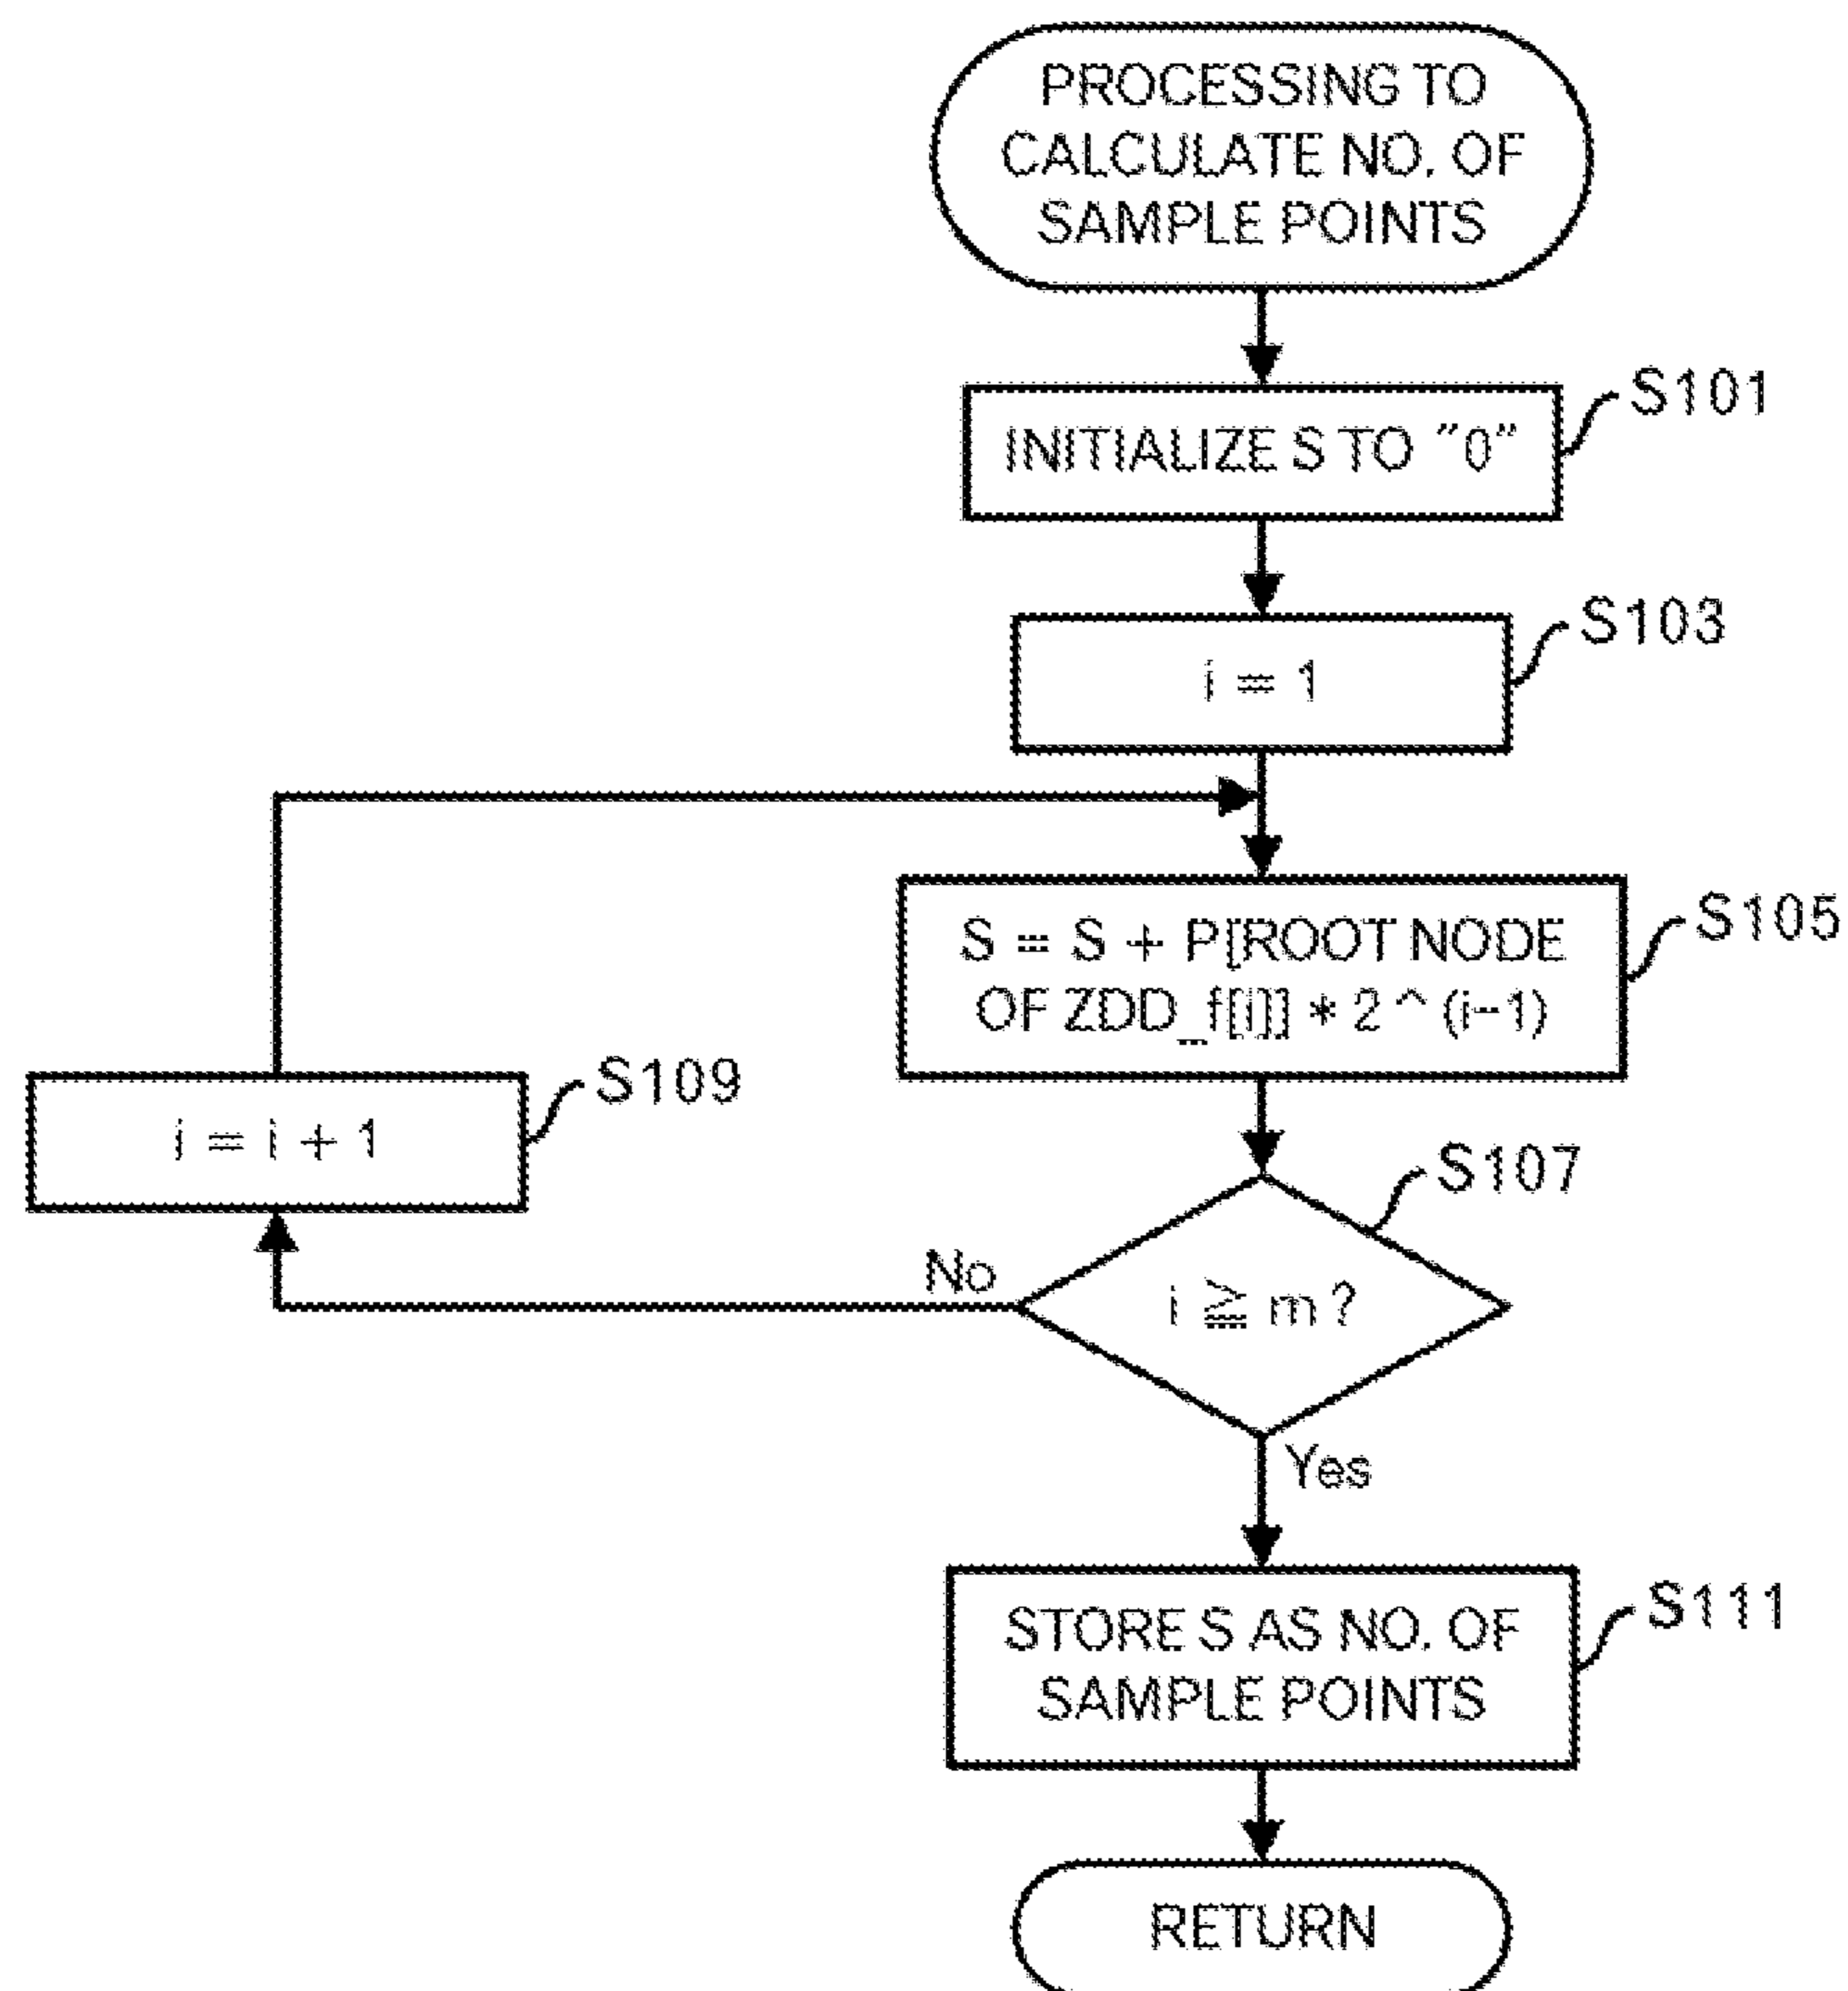 PROCESSING TO
CALCULATE NO. OF
SAMPLE POINTS
S101
INITIALIZE S TO "0"
S103
i = 1
S105
S = S + P[ROOT NODE
OF ZDD_f[i]] * 2 ^ (i-1)
S109
i = i + 1
S107
No
i ≧ m ?
Yes
S111
STORE S AS NO. OF
SAMPLE POINTS
RETURN